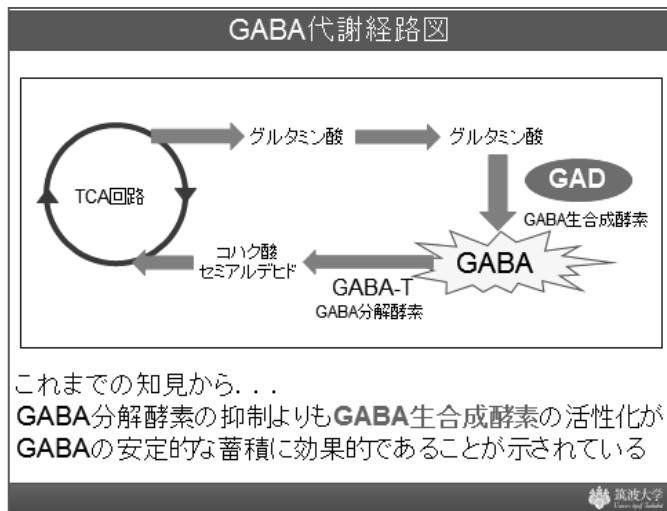 GABA代謝経路図
グルタミン酸
グルタミン酸
GAD
GABA生合成酵素
TCA回路
コハク酸
セミアルデヒド
GABA-T
GABA分解酵素
GABA
これまでの知見から...
GABA分解酵素の抑制よりもGABA生合成酵素の活性化が
GABAの安定的な蓄積に効果的であることが示されている
筑波大学
University of Tsukuba